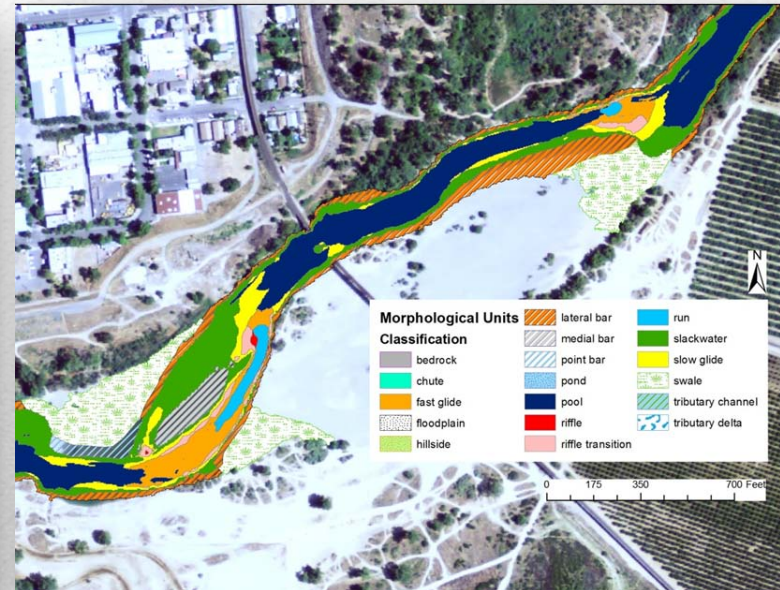 N
Morphological Units
Classification
bedrock
chute
fast glide
floodplain
hillside
lateral bar
medial bar
point bar
pond
pool
riffle
riffle transition
run
slackwater
slow glide
swale
tributary channel
tributary delta
0 175 350 700 Feet